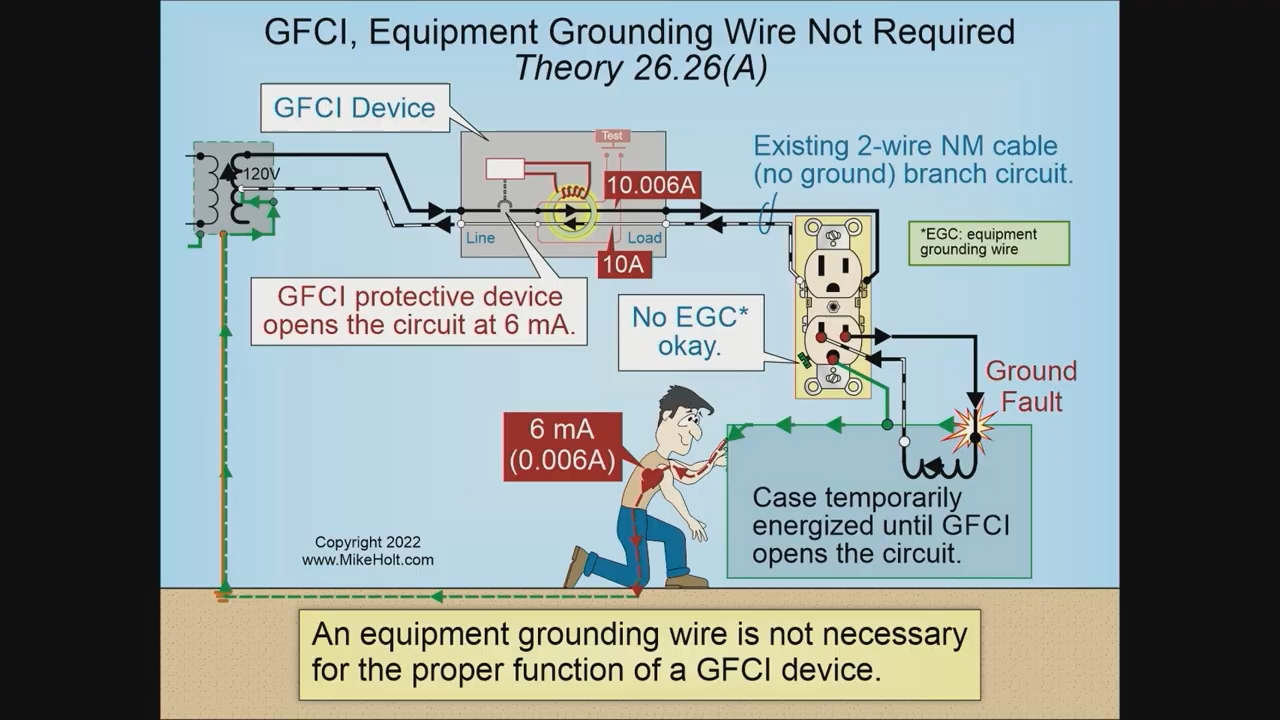 GFCI, Equipment Grounding Wire Not Required
Theory 26.26(A)
GFCI Device
Test
120V
10.006A
Existing 2-wire NM cable
(no ground) branch circuit.
Line
Load
10A
*EGC: equipment
grounding wire
GFCI protective device
opens the circuit at 6 mA.
No EGC*
okay.
Ground
Fault
6 mA
(0.006A)
Case temporarily
energized until GFCI
opens the circuit.
Copyright 2022
www.MikeHolt.com
An equipment grounding wire is not necessary
for the proper function of a GFCI device.